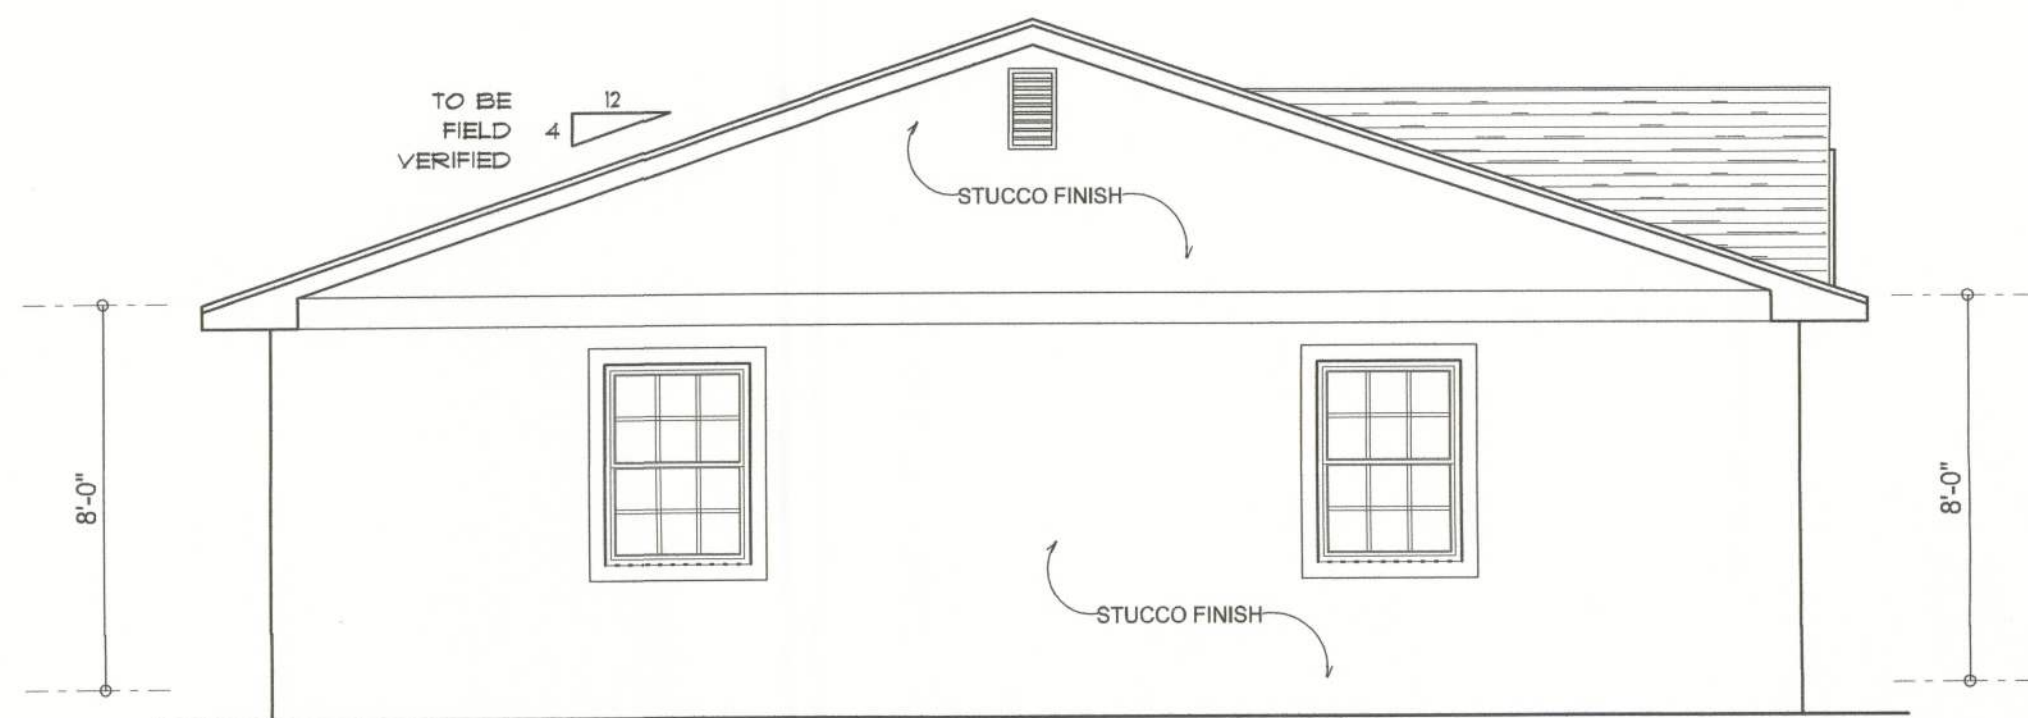 TO BE
FIELD
VERIFIED
12
4
STUCCO FINISH
8'-0"
8'-0"
STUCCO FINISH